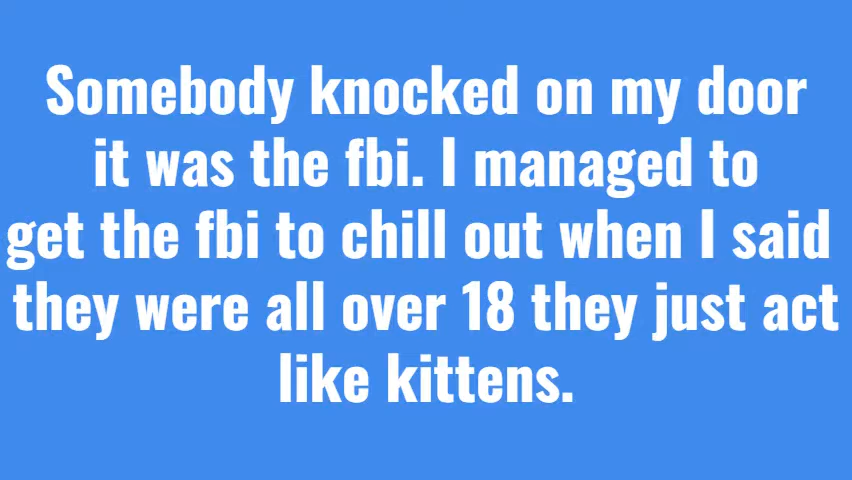 Somebody knocked on my door
it was the fbi. I managed to
get the fbi to chill out when I said
they were all over 18 they just act
like kittens.